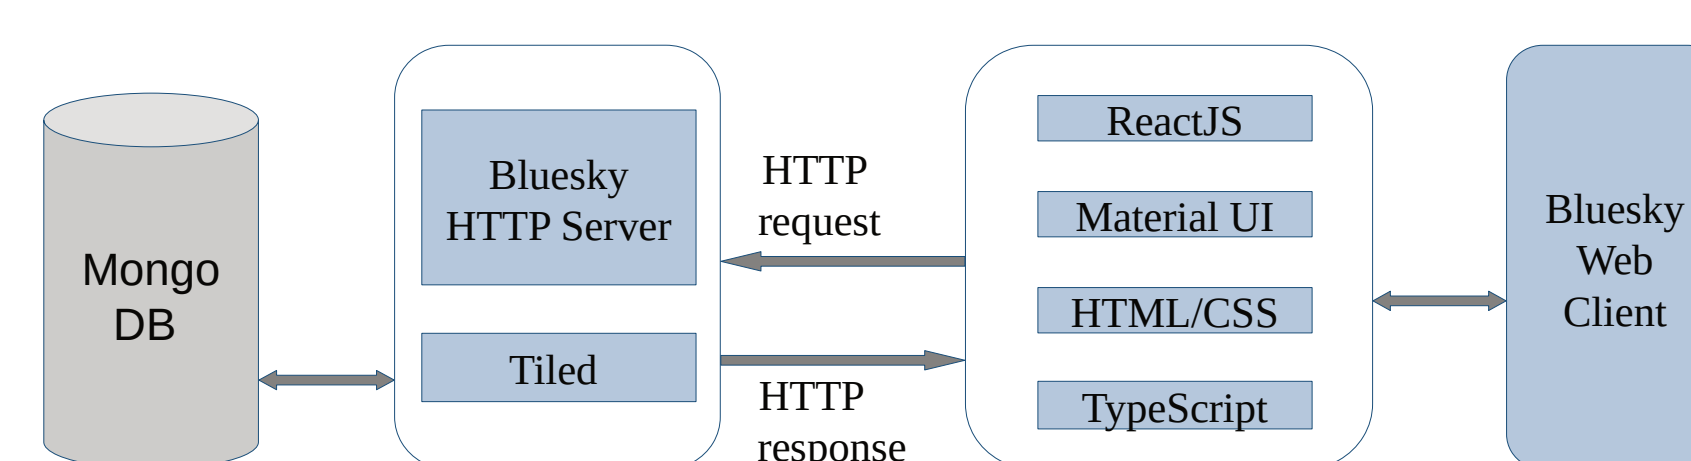 Mongo
DB
Bluesky
HTTP Server
Tiled
HTTP
request
HTTP
response
ReactJS
Material UI
HTML/CSS
TypeScript
Bluesky
Web
Client